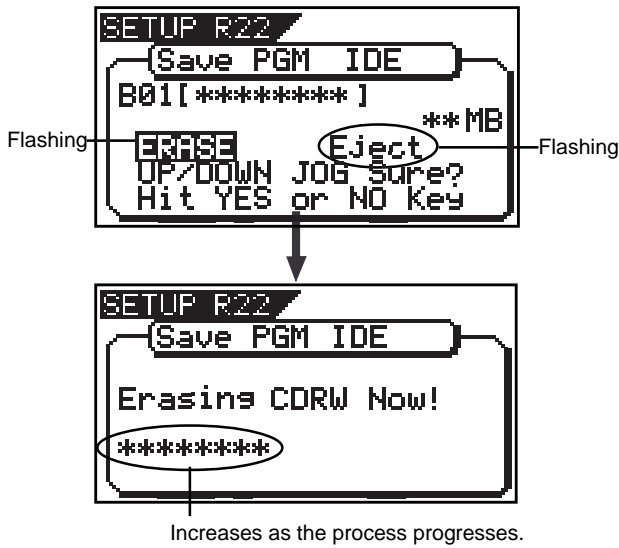 SETUP R22
Save PGM IDE
B01[******** ]
**MB
Flashing
ERASE
Eject
Flashing
UP/DOWN JOG Sure?
Hit YES or NO Key
SETUP R22
Save PGM IDE
Erasing CDRW Now!
********
Increases as the process progresses.